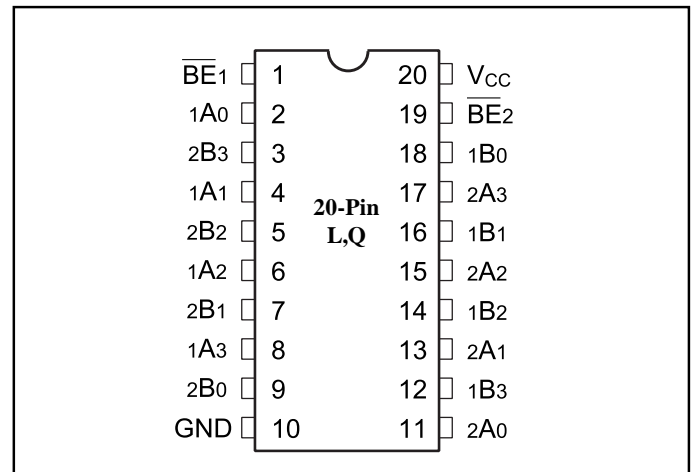 B̅E̅1 1 20 VCC
1A0 2 19 B̅E̅2
2B3 3 18 1B0
1A1 4 17 2A3
20-Pin
2B2 5 L,Q 16 1B1
1A2 6 15 2A2
2B1 7 14 1B2
1A3 8 13 2A1
2B0 9 12 1B3
GND 10 11 2A0